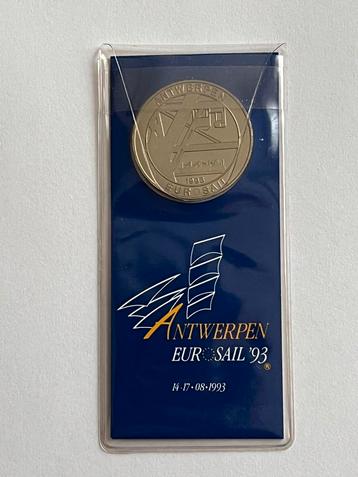 ANTWERPEN
1993
EUROSAIL
ANTWERPEN
EUROSAIL '93
®
14-17·08·1993